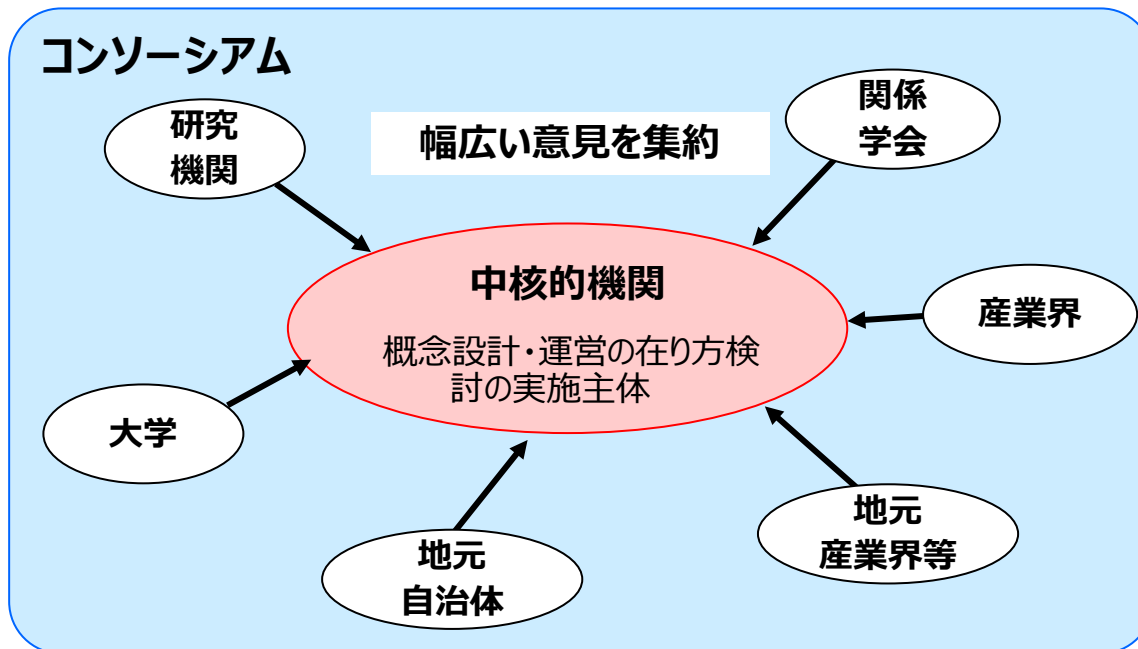 コンソーシアム
研究
機関
幅広い意見を集約
関係
学会
中核的機関
概念設計・運営の在り方検
討の実施主体
産業界
大学
地元
自治体
地元
産業界等